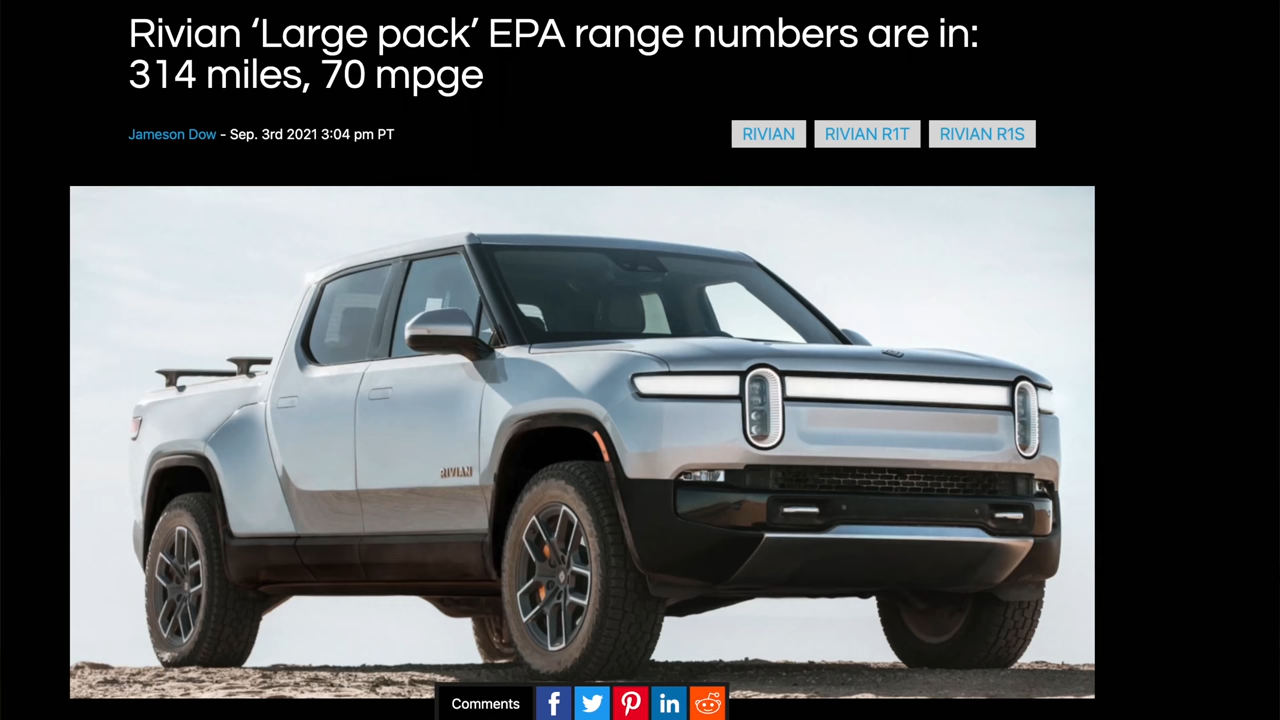 Rivian ‘Large pack’ EPA range numbers are in:
314 miles, 70 mpge
Jameson Dow - Sep. 3rd 2021 3:04 pm PT
RIVIAN
RIVIAN R1T
RIVIAN R1S
RIVIAN
Comments